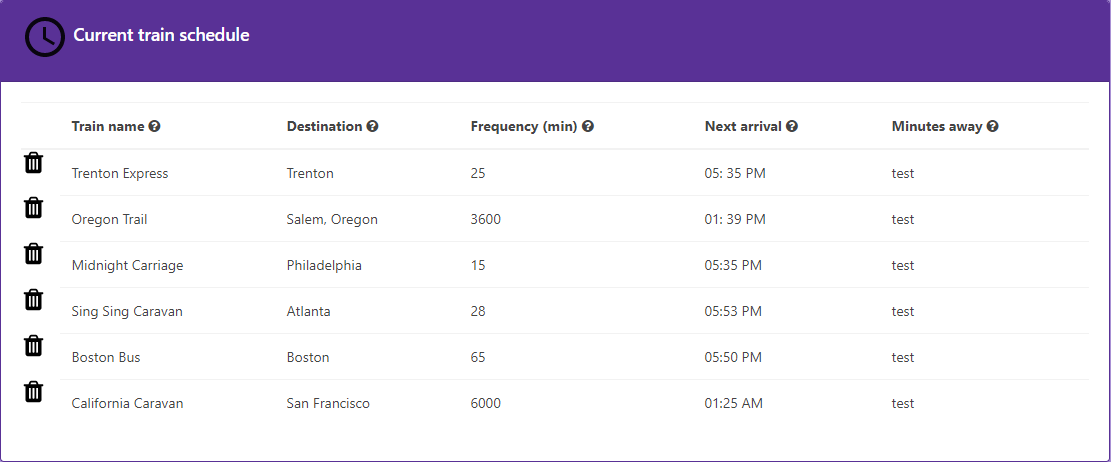 Current train schedule
Train name Destination Frequency (min) Next arrival Minutes away
Trenton Express Trenton 25 05: 35 PM test
Oregon Trail Salem, Oregon 3600 01: 39 PM test
Midnight Carriage Philadelphia 15 05:35 PM test
Sing Sing Caravan Atlanta 28 05:53 PM test
Boston Bus Boston 65 05:50 PM test
California Caravan San Francisco 6000 01:25 AM test